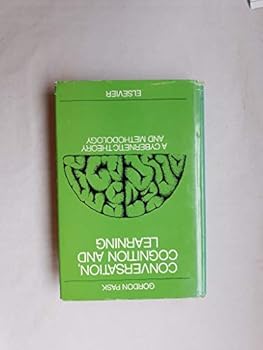 GORDON PASK
CONVERSATION,
COGNITION AND
LEARNING
A CYBERNETIC THEORY
AND METHODOLOGY
ELSEVIER